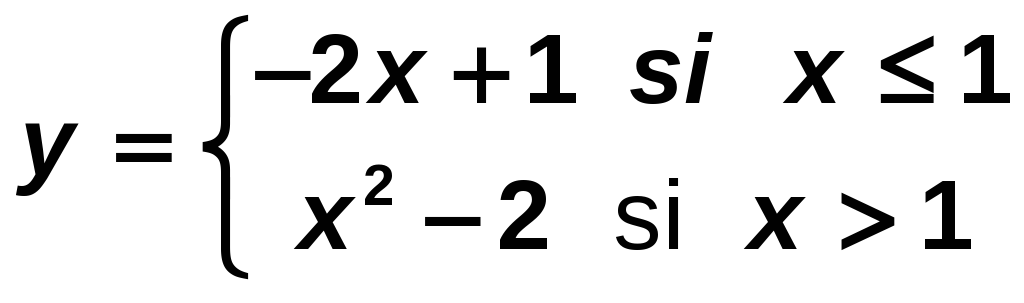 y = { −2x + 1 si x ≤ 1
x² − 2 si x > 1